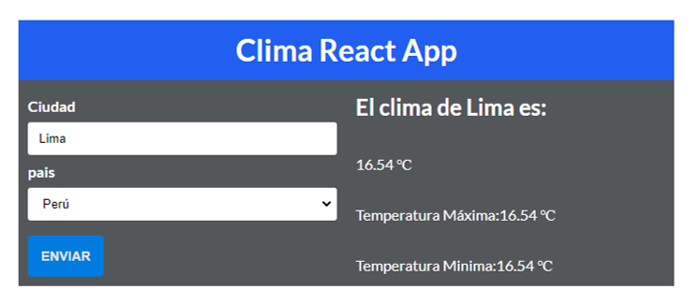 Clima React App
Ciudad
Lima
pais
Perú
ENVIAR
El clima de Lima es:
16.54 °C
Temperatura Máxima:16.54 °C
Temperatura Minima:16.54 °C